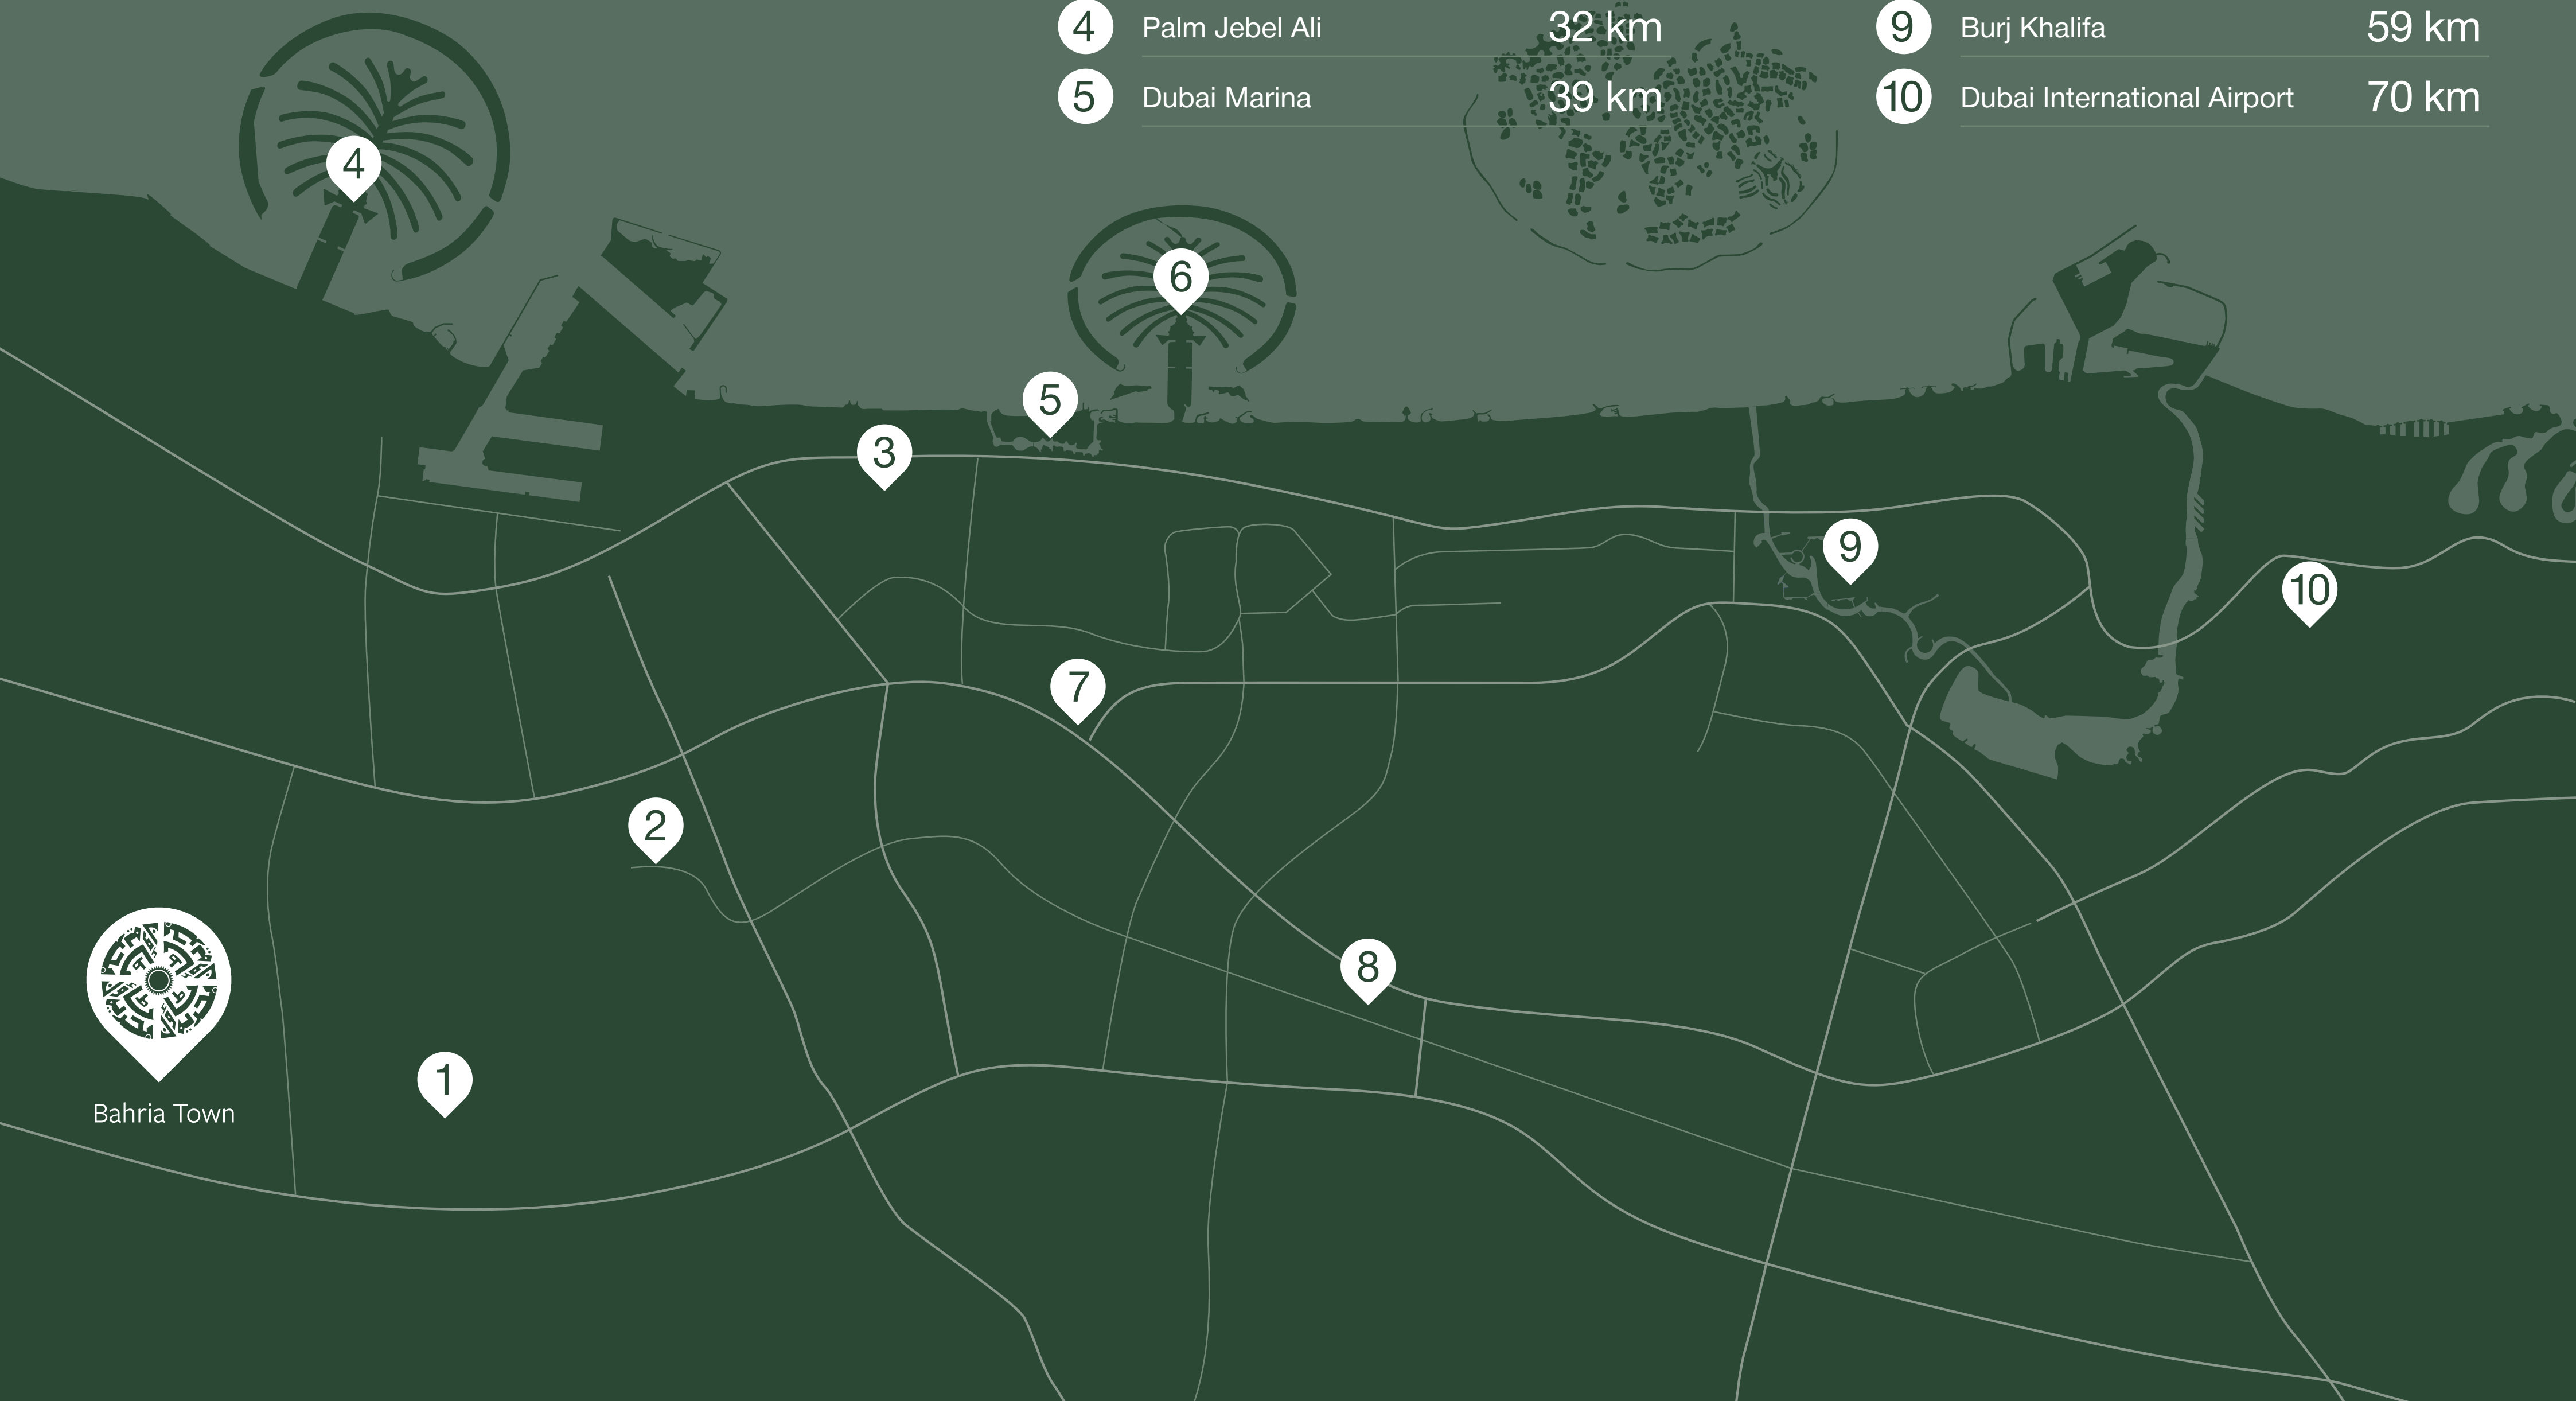 4 Palm Jebel Ali 32 km
9 Burj Khalifa 59 km
5 Dubai Marina 39 km
10 Dubai International Airport 70 km
4
6
5
3
9
10
7
2
8
1
Bahria Town